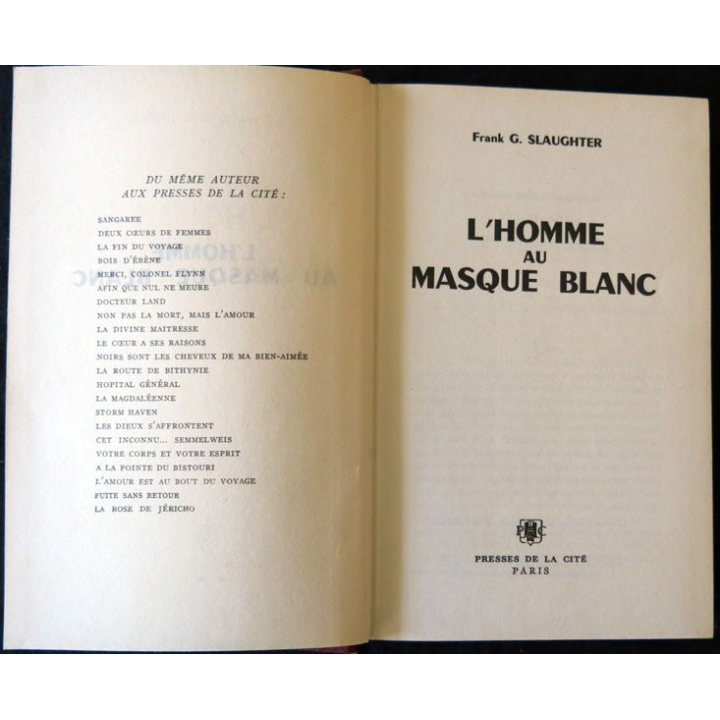 DU MÊME AUTEUR
AUX PRESSES DE LA CITÉ :
SANGAREE
DEUX CŒURS DE FEMMES
LA FIN DU VOYAGE
BOIS D'ÉBÈNE
MERCI, COLONEL FLYNN
AFIN QUE NUL NE MEURE
DOCTEUR LAND
NON PAS LA MORT, MAIS L'AMOUR
LA DIVINE MAITRESSE
LE CŒUR A SES RAISONS
NOIRS SONT LES CHEVEUX DE MA BIEN-AIMÉE
LA ROUTE DE BITHYNIE
HOPITAL GÉNÉRAL
LA MAGDALÉENNE
STORM HAVEN
LES DIEUX S'AFFRONTENT
CET INCONNU... SEMMELWEIS
VOTRE CORPS ET VOTRE ESPRIT
A LA POINTE DU BISTOURI
L'AMOUR EST AU BOUT DU VOYAGE
FUITE SANS RETOUR
LA ROSE DE JÉRICHO
Frank G. SLAUGHTER
L'HOMME
AU
MASQUE BLANC
PRESSES DE LA CITÉ
PARIS